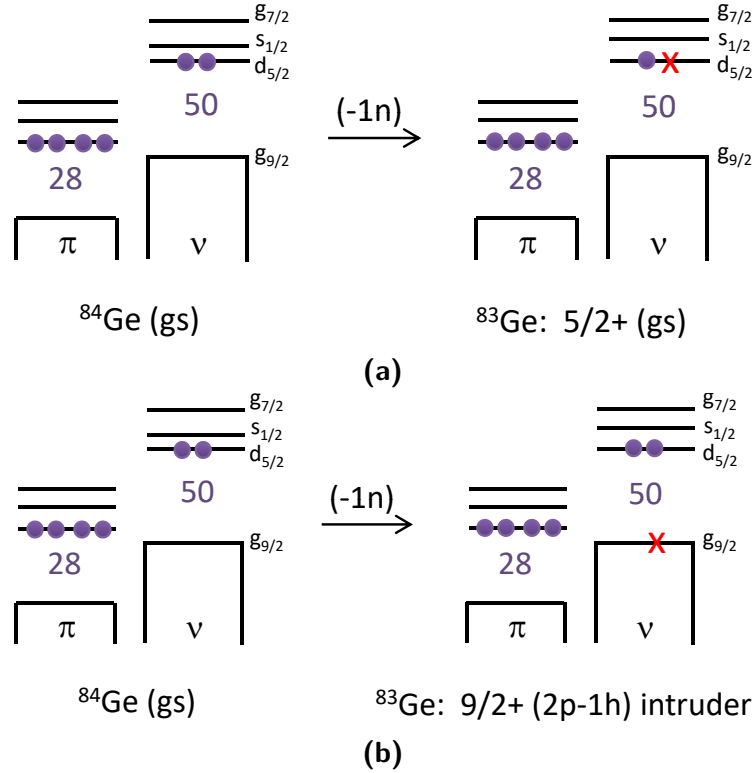 g7/2
s1/2
d5/2
50
g9/2
28
π
ν
(-1n)
g7/2
s1/2
d5/2
X
50
g9/2
28
π
ν
84Ge (gs)
83Ge: 5/2+ (gs)
(a)
g7/2
s1/2
d5/2
50
g9/2
28
π
ν
(-1n)
g7/2
s1/2
d5/2
50
g9/2
X
28
π
ν
84Ge (gs)
83Ge: 9/2+ (2p-1h) intruder
(b)